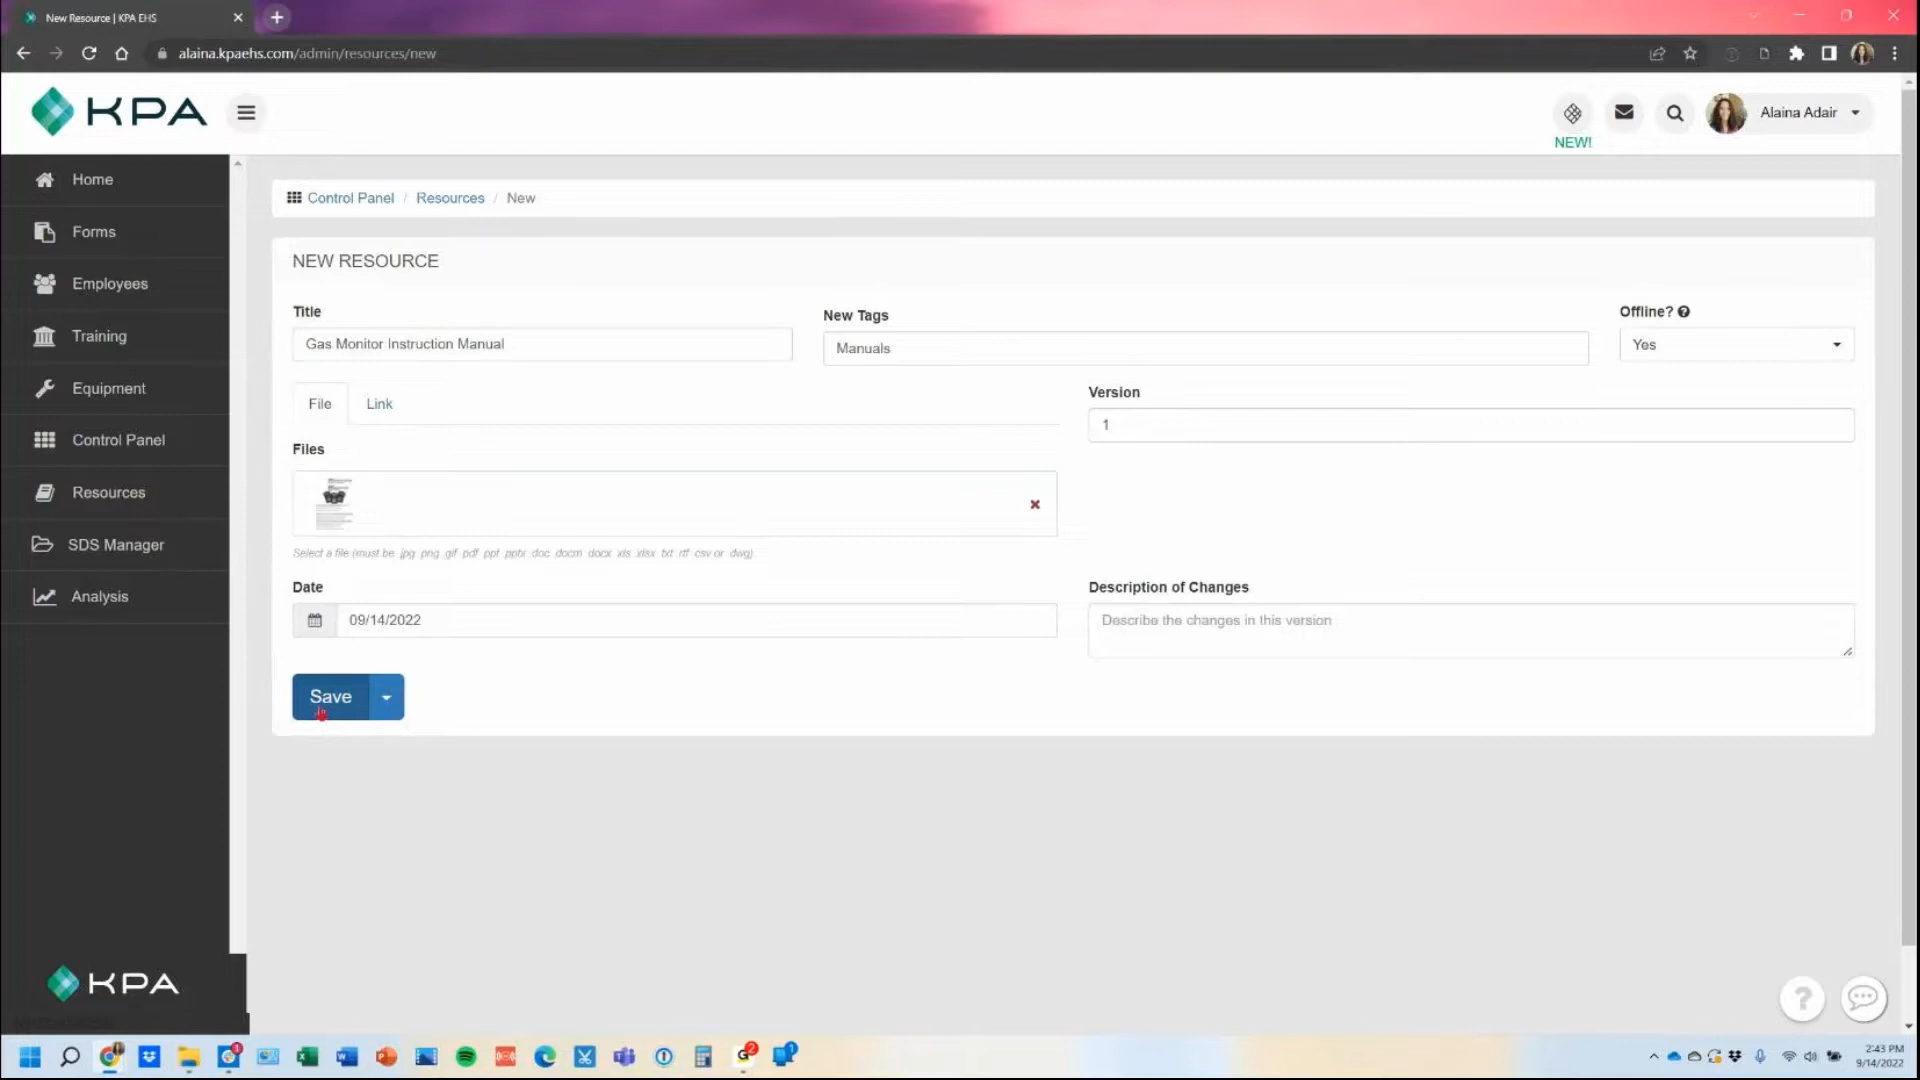 New Resource | KPA EHS
alaina.kpaehs.com/admin/resources/new
KPA
NEW!
Alaina Adair
Home
Forms
Employees
Training
Equipment
Control Panel
Resources
SDS Manager
Analysis
KPA
Control Panel / Resources / New
NEW RESOURCE
Title
New Tags
Offline?
Gas Monitor Instruction Manual
Manuals
Yes
File
Link
Version
1
Files
Select a file (must be .jpg .png .gif .pdf .ppt .pptx .doc .docm .docx .xls .xlsx .txt .rtf .csv or .dwg)
Date
Description of Changes
09/14/2022
Describe the changes in this version
Save
2:43 PM
9/14/2022